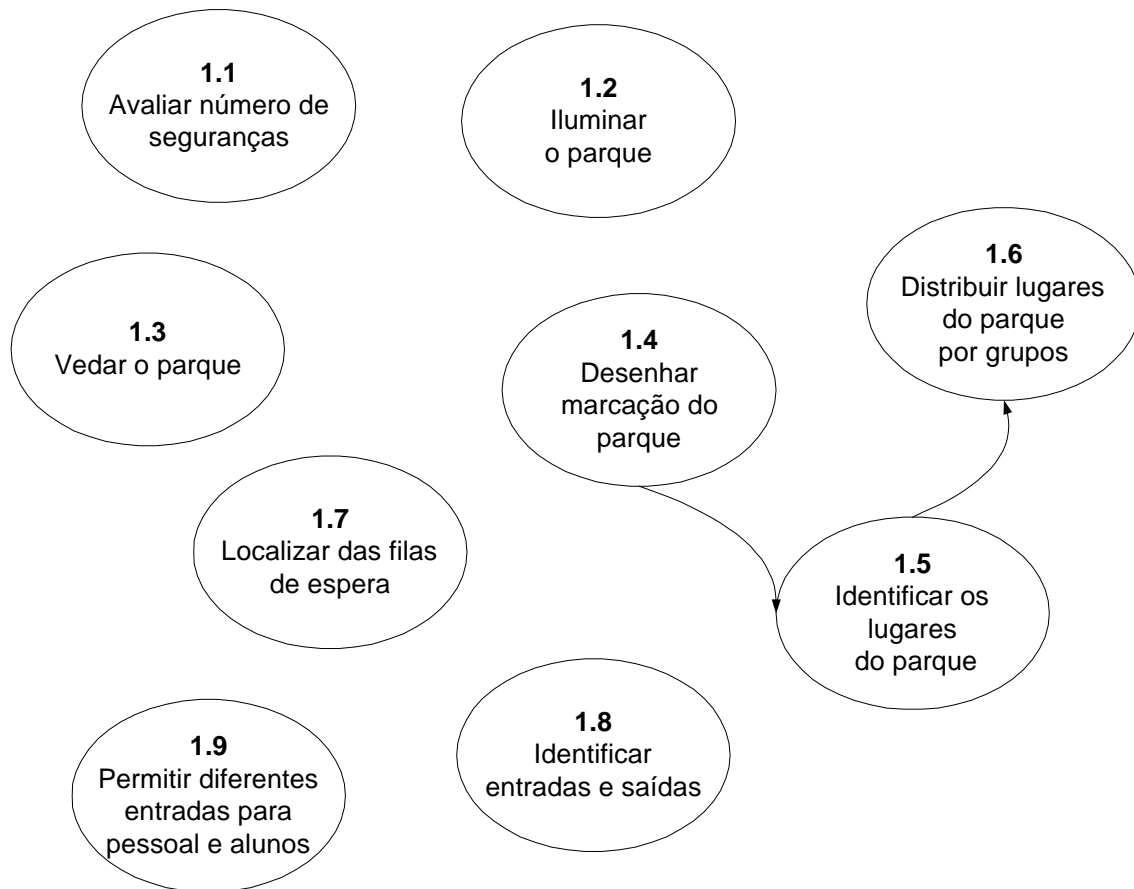 1.1
Avaliar número de
seguranças
1.2
Iluminar
o parque
1.3
Vedar o parque
1.4
Desenhar
marcação do
parque
1.6
Distribuir lugares
do parque
por grupos
1.7
Localizar das filas
de espera
1.5
Identificar os
lugares
do parque
1.9
Permitir diferentes
entradas para
pessoal e alunos
1.8
Identificar
entradas e saídas